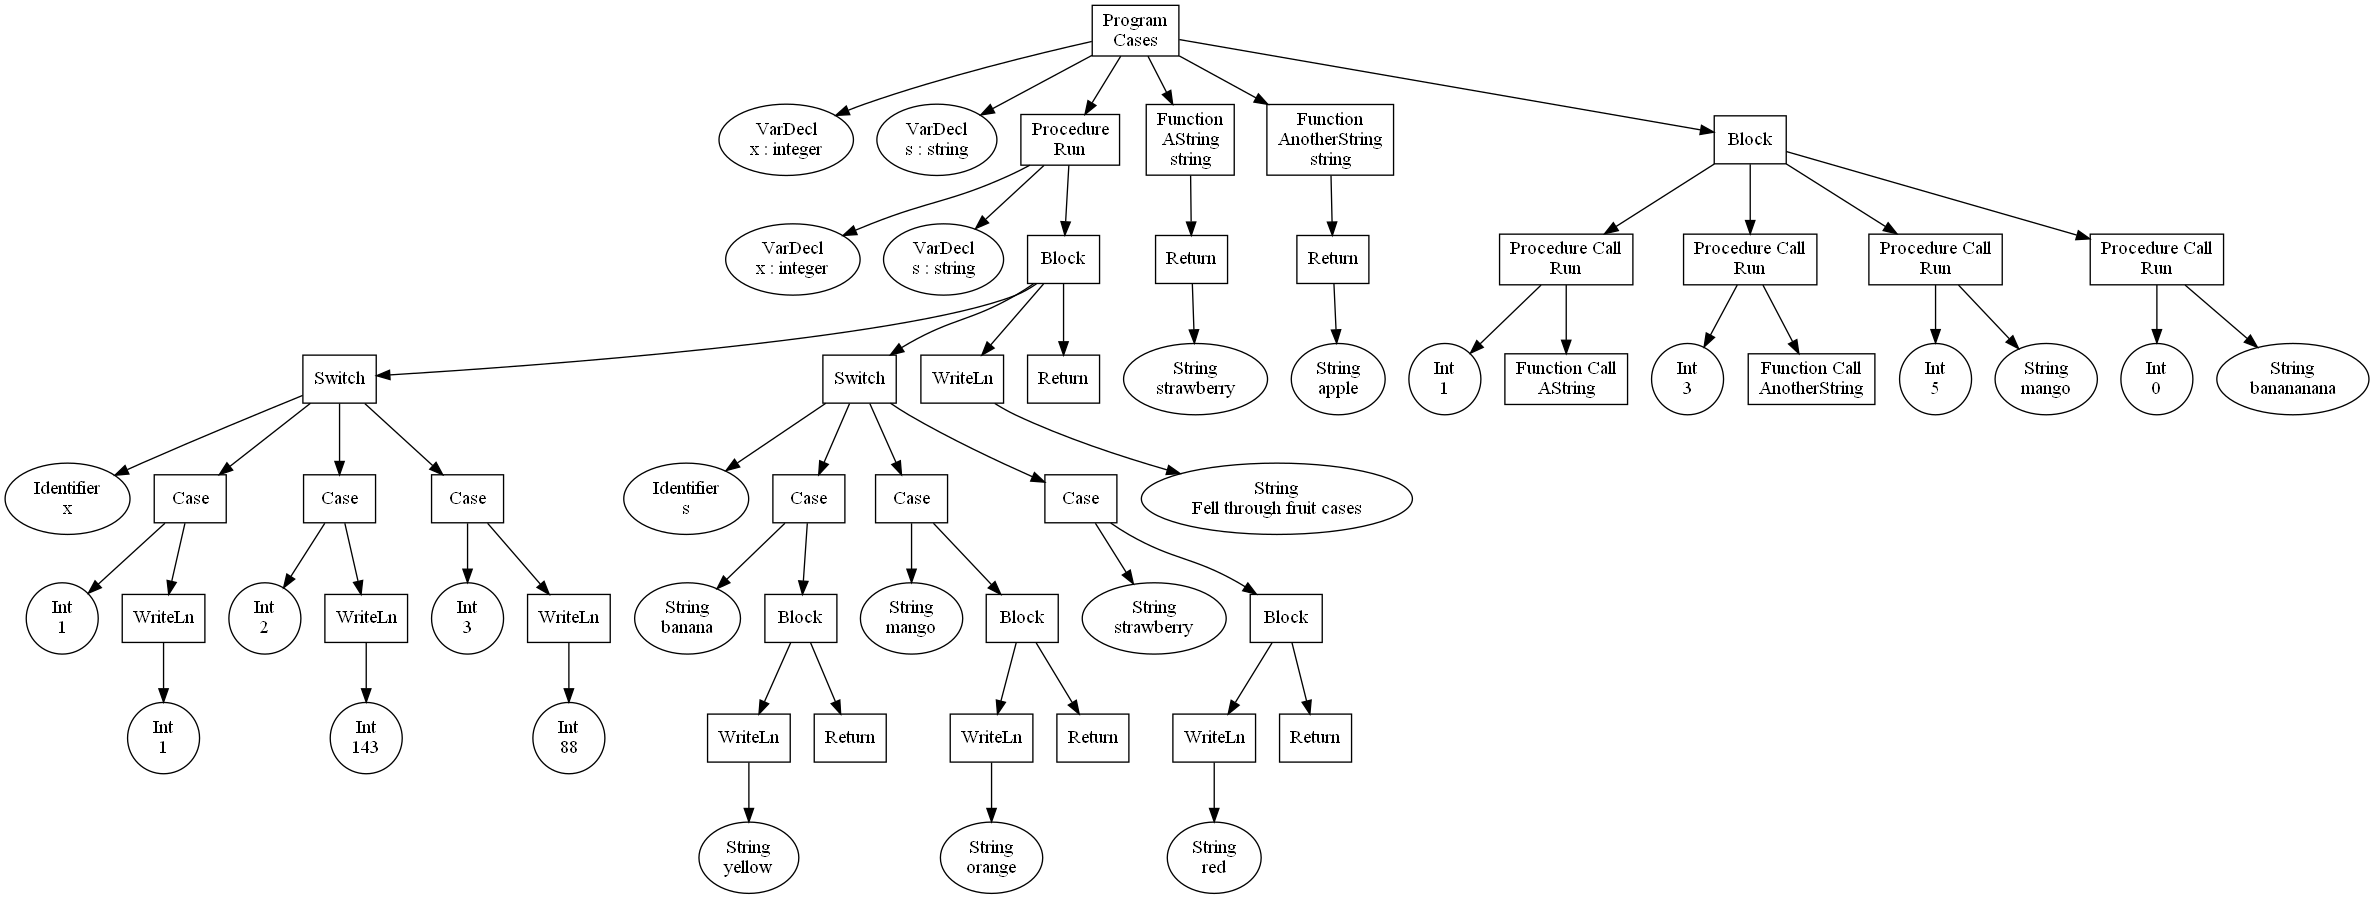 Program
Cases
VarDecl
x : integer
VarDecl
s : string
Procedure
Run
Function
AString
string
Function
AnotherString
string
Block
VarDecl
x : integer
VarDecl
s : string
Block
Return
Return
Procedure Call
Run
Procedure Call
Run
Procedure Call
Run
Procedure Call
Run
Switch
Switch
WriteLn
Return
String
strawberry
String
apple
Int
1
Function Call
AString
Int
3
Function Call
AnotherString
Int
5
String
mango
Int
0
String
banananana
Identifier
x
Case
Case
Case
Identifier
s
Case
Case
Case
String
Fell through fruit cases
Int
1
WriteLn
Int
2
WriteLn
Int
3
WriteLn
String
banana
Block
String
mango
Block
String
strawberry
Block
Int
1
Int
143
Int
88
WriteLn
Return
WriteLn
Return
WriteLn
Return
String
yellow
String
orange
String
red